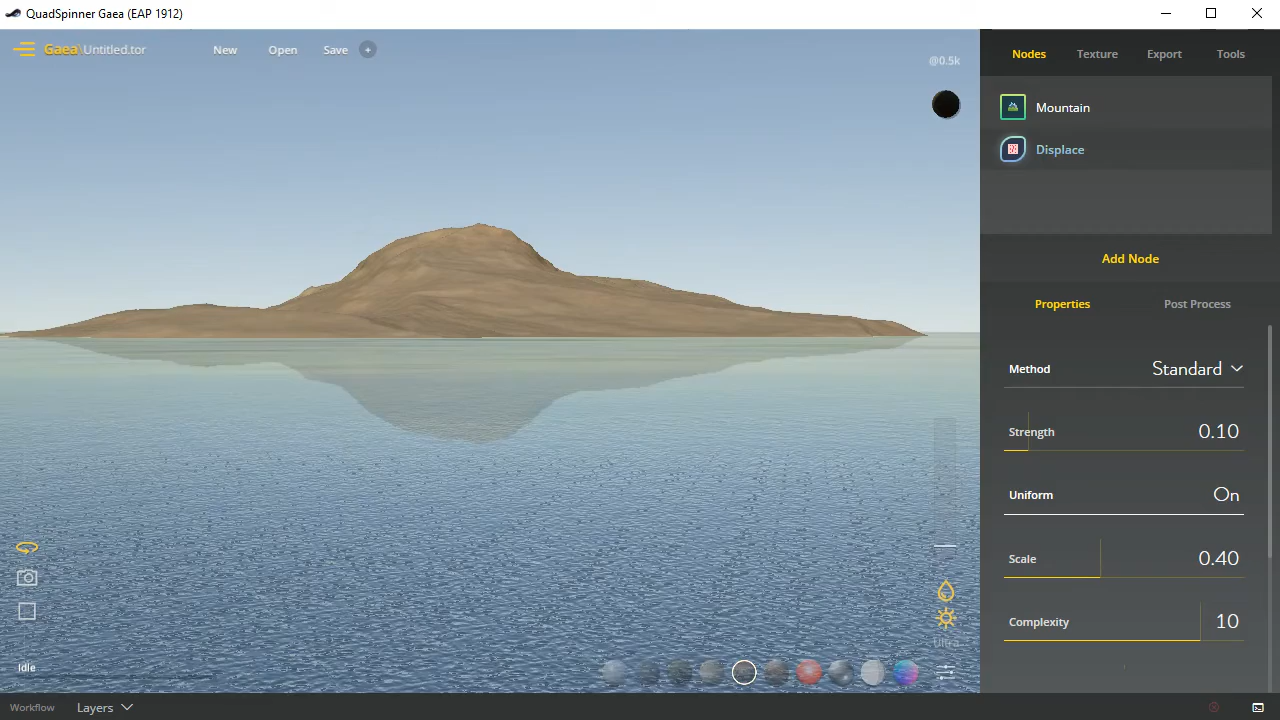 QuadSpinner Gaea (EAP 1912)
Gaea\Untitled.tor New Open Save +
@0.5k
Nodes Texture Export Tools
Mountain
Displace
Add Node
Properties Post Process
Method Standard
Strength 0.10
Uniform On
Scale 0.40
Complexity 10
Ultra
Idle
Workflow Layers